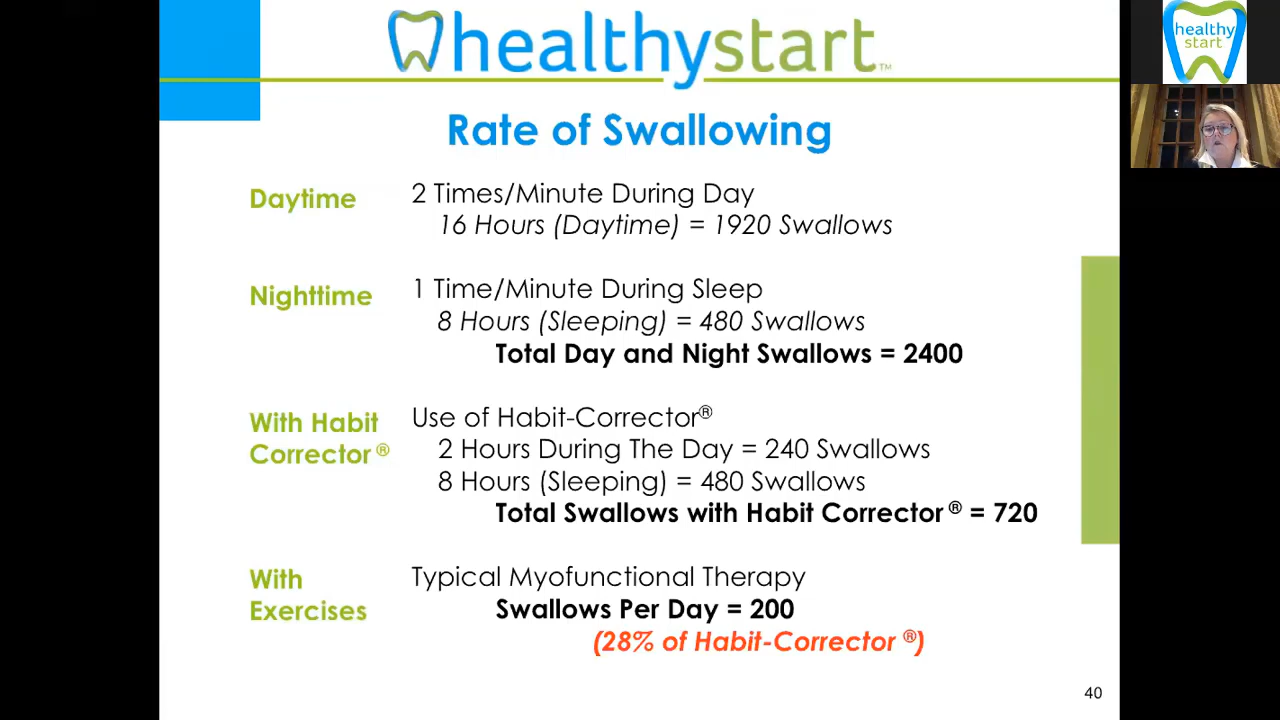 healthystart™
Rate of Swallowing
Daytime
2 Times/Minute During Day
16 Hours (Daytime) = 1920 Swallows
Nighttime
1 Time/Minute During Sleep
8 Hours (Sleeping) = 480 Swallows
Total Day and Night Swallows = 2400
With Habit
Corrector ®
Use of Habit-Corrector®
2 Hours During The Day = 240 Swallows
8 Hours (Sleeping) = 480 Swallows
Total Swallows with Habit Corrector ® = 720
With
Exercises
Typical Myofunctional Therapy
Swallows Per Day = 200
(28% of Habit-Corrector ®)
40
healthy
start